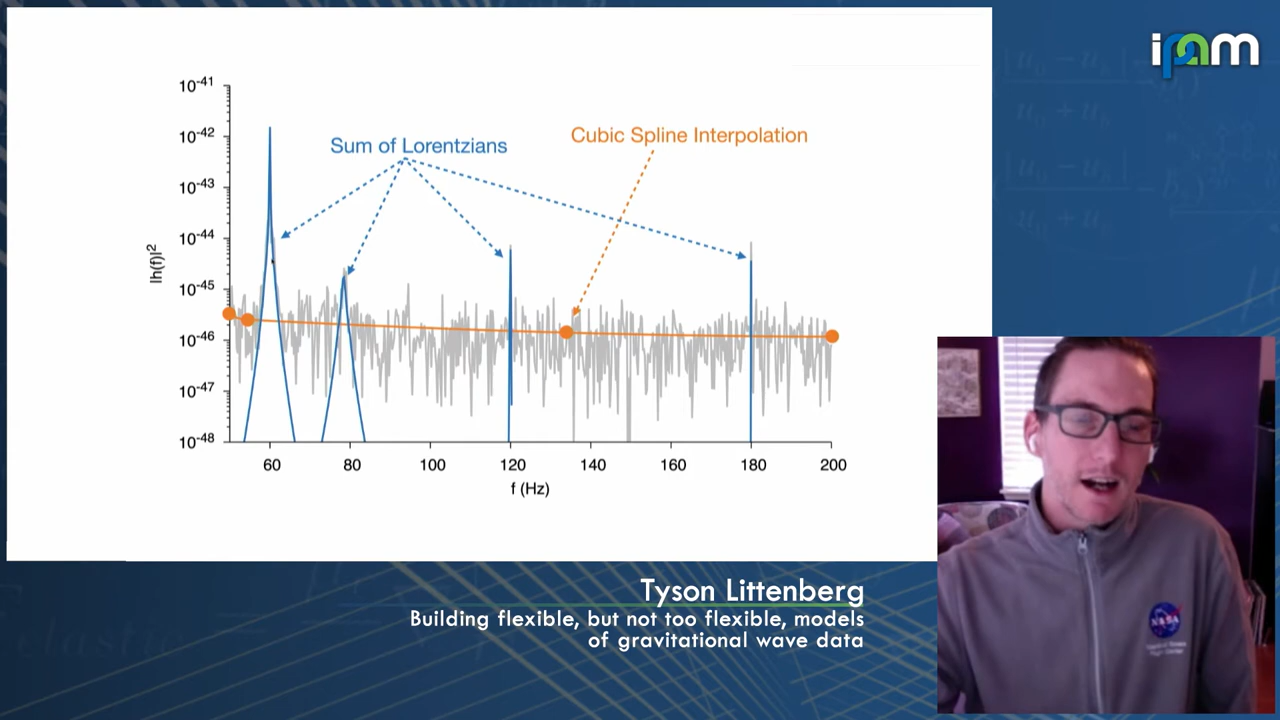 ipam
10-41
10-42
10-43
10-44
10-45
10-46
10-47
10-48
|h(f)|2
Sum of Lorentzians
Cubic Spline Interpolation
60 80 100 120 140 160 180 200
f (Hz)
Tyson Littenberg
Building flexible, but not too flexible, models
of gravitational wave data
NASA